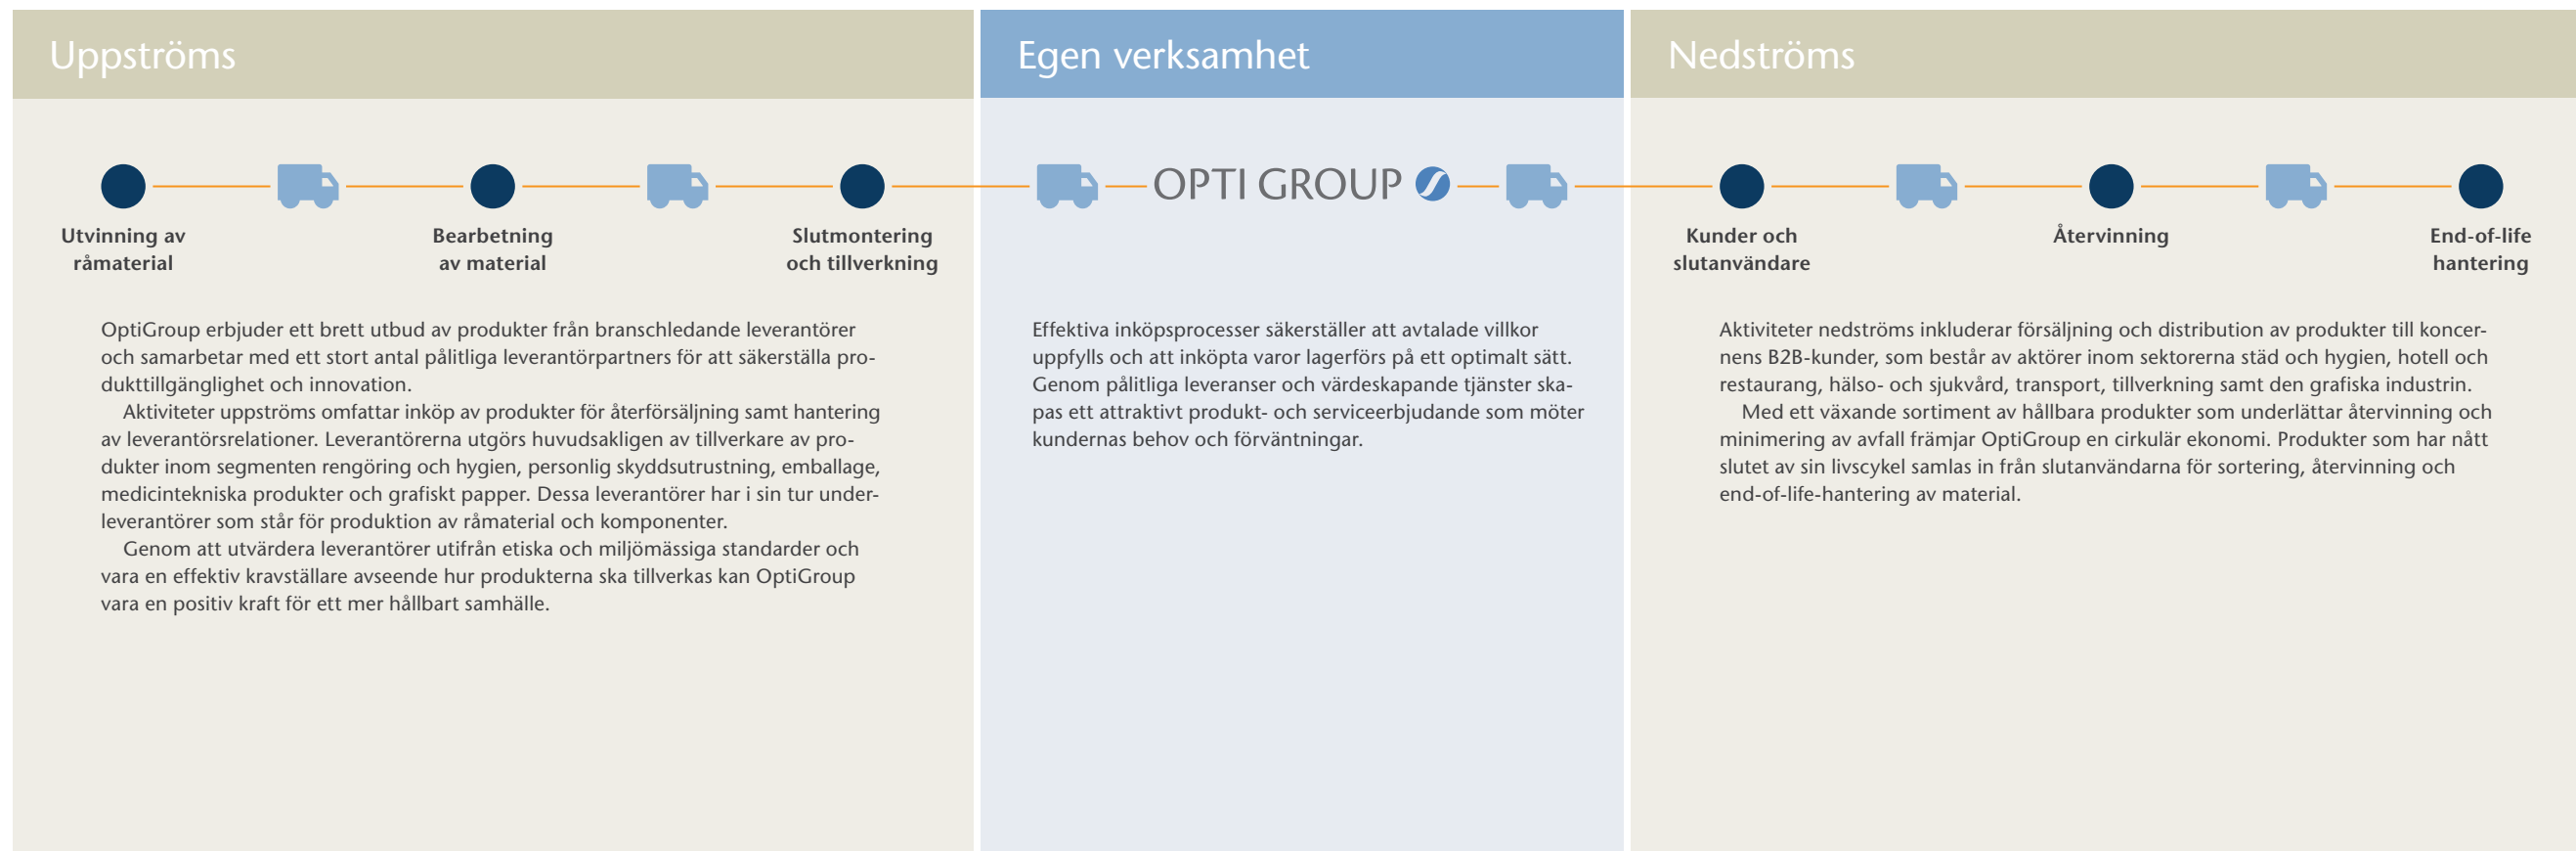 Uppströms
Utvinning av
råmaterial
Bearbetning
av material
Slutmontering
och tillverkning
OptiGroup erbjuder ett brett utbud av produkter från branschledande leverantörer
och samarbetar med ett stort antal pålitliga leverantörpartners för att säkerställa pro-
dukttillgänglighet och innovation.
Aktiviteter uppströms omfattar inköp av produkter för återförsäljning samt hantering
av leverantörsrelationer. Leverantörerna utgörs huvudsakligen av tillverkare av pro-
dukter inom segmenten rengöring och hygien, personlig skyddsutrustning, emballage,
medicintekniska produkter och grafiskt papper. Dessa leverantörer har i sin tur under-
leverantörer som står för produktion av råmaterial och komponenter.
Genom att utvärdera leverantörer utifrån etiska och miljömässiga standarder och
vara en effektiv kravställare avseende hur produkterna ska tillverkas kan OptiGroup
vara en positiv kraft för ett mer hållbart samhälle.
Egen verksamhet
OPTI GROUP
Effektiva inköpsprocesser säkerställer att avtalade villkor
uppfylls och att inköpta varor lagerförs på ett optimalt sätt.
Genom pålitliga leveranser och värdeskapande tjänster ska-
pas ett attraktivt produkt- och serviceerbjudande som möter
kundernas behov och förväntningar.
Nedströms
Kunder och
slutanvändare
Återvinning
End-of-life
hantering
Aktiviteter nedströms inkluderar försäljning och distribution av produkter till koncer-
nens B2B-kunder, som består av aktörer inom sektorerna städ och hygien, hotell och
restaurang, hälso- och sjukvård, transport, tillverkning samt den grafiska industrin.
Med ett växande sortiment av hållbara produkter som underlättar återvinning och
minimering av avfall främjar OptiGroup en cirkulär ekonomi. Produkter som har nått
slutet av sin livscykel samlas in från slutanvändarna för sortering, återvinning och
end-of-life-hantering av material.